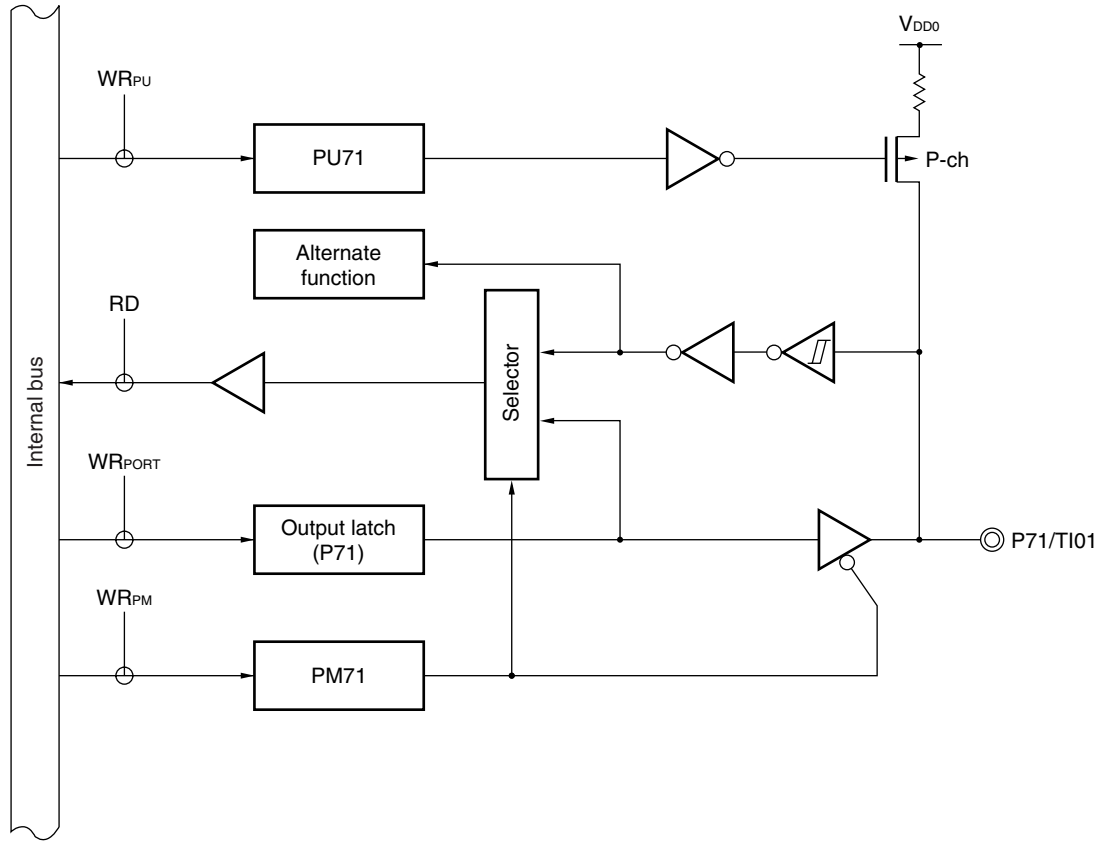 VDD0
WRPU
PU71
P-ch
Alternate
function
RD
Selector
Internal bus
WRPORT
Output latch
(P71)
P71/TI01
WRPM
PM71